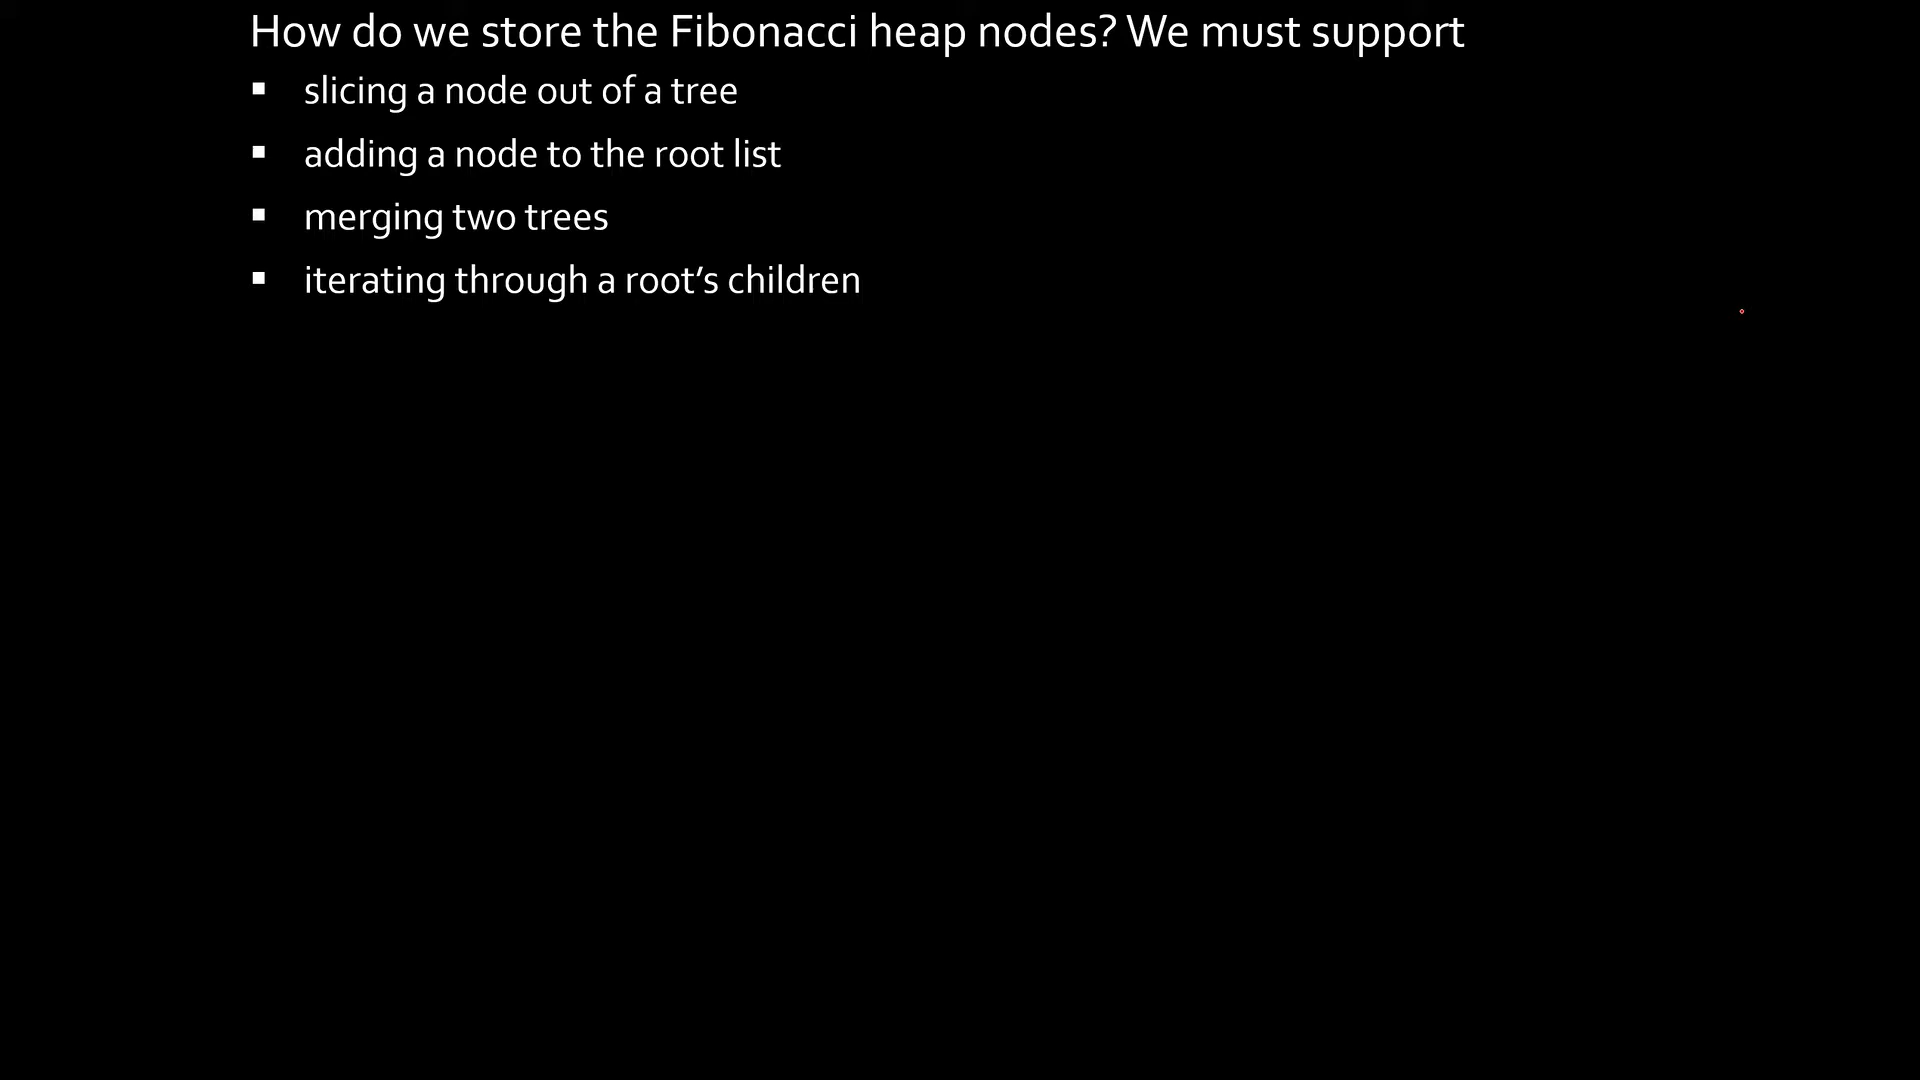 How do we store the Fibonacci heap nodes? We must support
▪ slicing a node out of a tree
▪ adding a node to the root list
▪ merging two trees
▪ iterating through a root’s children